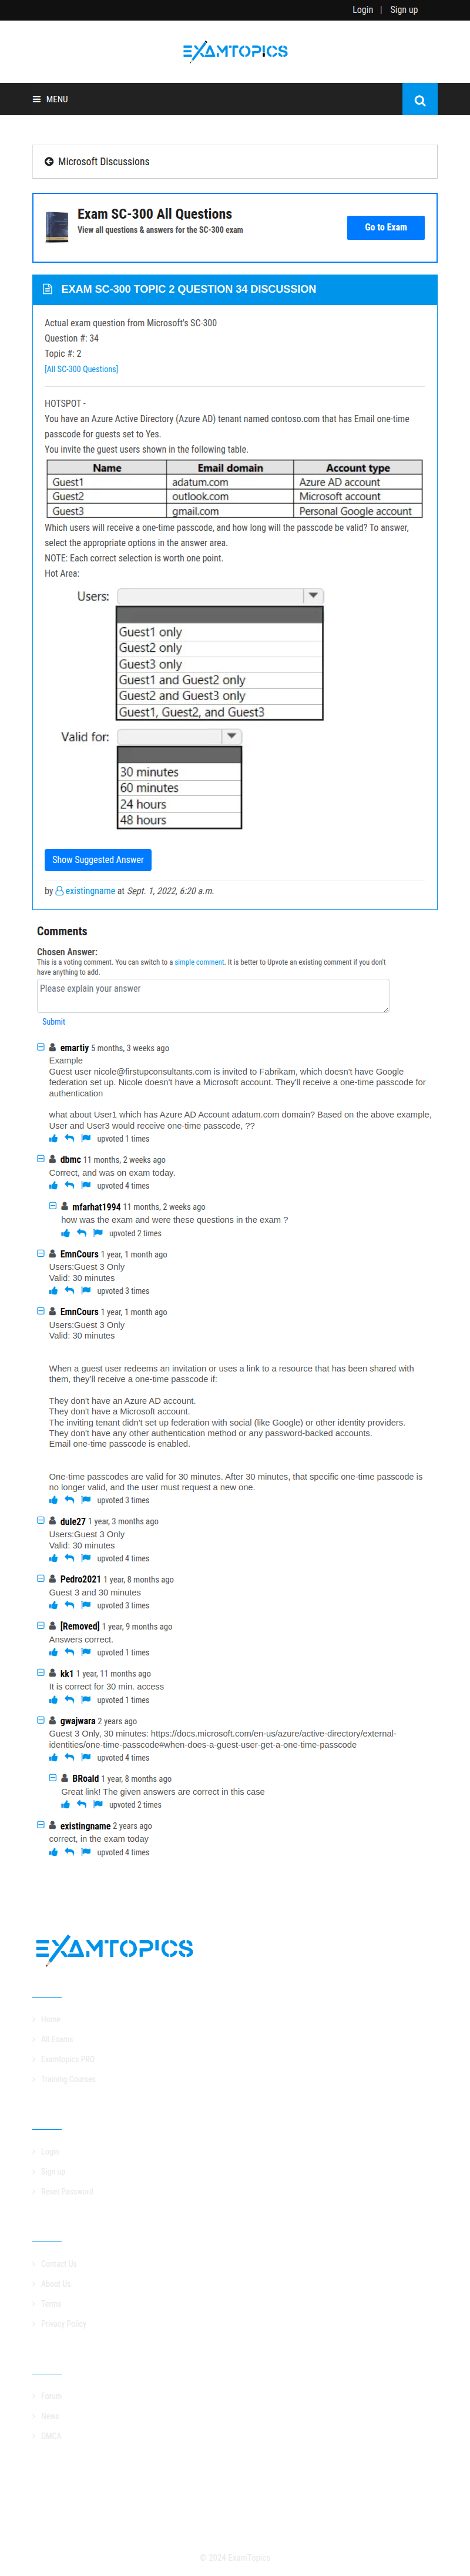 Login | Sign up
EXAMTOPICS
MENU
Microsoft Discussions
Exam SC-300 All Questions
View all questions & answers for the SC-300 exam
Go to Exam
EXAM SC-300 TOPIC 2 QUESTION 34 DISCUSSION
Actual exam question from Microsoft's SC-300
Question #: 34
Topic #: 2
[All SC-300 Questions]
HOTSPOT -
You have an Azure Active Directory (Azure AD) tenant named contoso.com that has Email one-time
passcode for guests set to Yes.
You invite the guest users shown in the following table.
Name Email domain Account type
Guest1 adatum.com Azure AD account
Guest2 outlook.com Microsoft account
Guest3 gmail.com Personal Google account
Which users will receive a one-time passcode, and how long will the passcode be valid? To answer,
select the appropriate options in the answer area.
NOTE: Each correct selection is worth one point.
Hot Area:
Users:
Guest1 only
Guest2 only
Guest3 only
Guest1 and Guest2 only
Guest2 and Guest3 only
Guest1, Guest2, and Guest3
Valid for:
30 minutes
60 minutes
24 hours
48 hours
Show Suggested Answer
by existingname at Sept. 1, 2022, 6:20 a.m.
Comments
Chosen Answer:
This is a voting comment. You can switch to a simple comment. It is better to Upvote an existing comment if you don't
have anything to add.
Please explain your answer
Submit
emartiy 5 months, 3 weeks ago
Example
Guest user nicole@firstupconsultants.com is invited to Fabrikam, which doesn't have Google
federation set up. Nicole doesn't have a Microsoft account. They'll receive a one-time passcode for
authentication
what about User1 which has Azure AD Account adatum.com domain? Based on the above example,
User and User3 would receive one-time passcode, ??
upvoted 1 times
dbmc 11 months, 2 weeks ago
Correct, and was on exam today.
upvoted 4 times
mfarhat1994 11 months, 2 weeks ago
how was the exam and were these questions in the exam ?
upvoted 2 times
EmnCours 1 year, 1 month ago
Users:Guest 3 Only
Valid: 30 minutes
upvoted 3 times
EmnCours 1 year, 1 month ago
Users:Guest 3 Only
Valid: 30 minutes
When a guest user redeems an invitation or uses a link to a resource that has been shared with
them, they'll receive a one-time passcode if:
They don't have an Azure AD account.
They don't have a Microsoft account.
The inviting tenant didn't set up federation with social (like Google) or other identity providers.
They don't have any other authentication method or any password-backed accounts.
Email one-time passcode is enabled.
One-time passcodes are valid for 30 minutes. After 30 minutes, that specific one-time passcode is
no longer valid, and the user must request a new one.
upvoted 3 times
dule27 1 year, 3 months ago
Users:Guest 3 Only
Valid: 30 minutes
upvoted 4 times
Pedro2021 1 year, 8 months ago
Guest 3 and 30 minutes
upvoted 3 times
[Removed] 1 year, 9 months ago
Answers correct.
upvoted 1 times
kk1 1 year, 11 months ago
It is correct for 30 min. access
upvoted 1 times
gwajwara 2 years ago
Guest 3 Only, 30 minutes: https://docs.microsoft.com/en-us/azure/active-directory/external-
identities/one-time-passcode#when-does-a-guest-user-get-a-one-time-passcode
upvoted 4 times
BRoald 1 year, 8 months ago
Great link! The given answers are correct in this case
upvoted 2 times
existingname 2 years ago
correct, in the exam today
upvoted 4 times
EXAMTOPICS
Home
All Exams
Examtopics PRO
Training Courses
Login
Sign up
Reset Password
Contact Us
About Us
Terms
Privacy Policy
Forum
News
DMCA
© 2024 ExamTopics